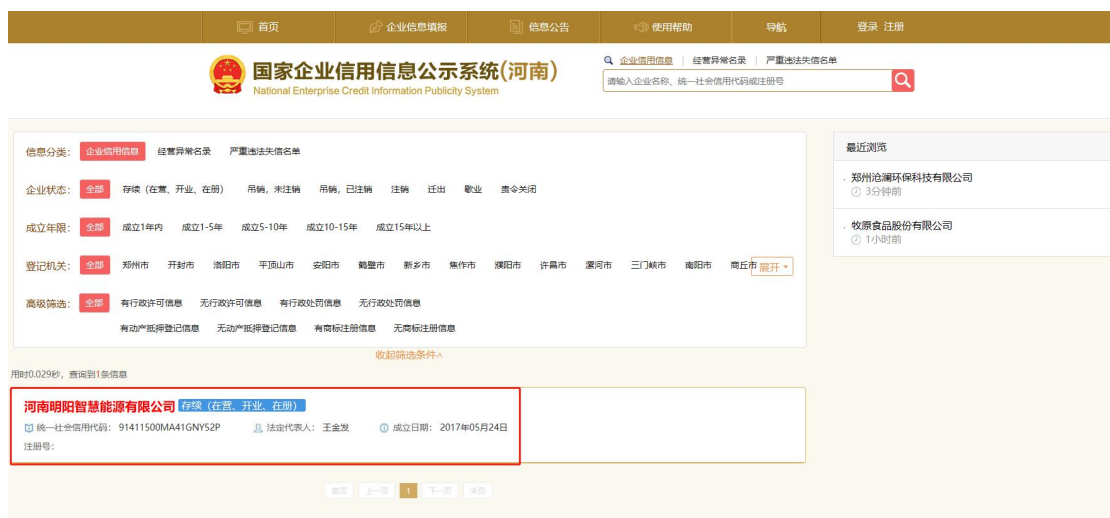 首页 企业信息填报 信息公告 使用帮助 导航 登录 注册
国家企业信用信息公示系统(河南)
National Enterprise Credit Information Publicity System
企业信用信息 | 经营异常名录 | 严重违法失信名单
请输入企业名称、统一社会信用代码或注册号
信息分类： 企业信用信息 经营异常名录 严重违法失信名单
企业状态： 全部 存续（在营、开业、在册） 吊销，未注销 吊销，已注销 注销 迁出 歇业 责令关闭
成立年限： 全部 成立1年内 成立1-5年 成立5-10年 成立10-15年 成立15年以上
登记机关： 全部 郑州市 开封市 洛阳市 平顶山市 安阳市 鹤壁市 新乡市 焦作市 濮阳市 许昌市 漯河市 三门峡市 南阳市 商丘市 展开
高级筛选： 全部 有行政许可信息 无行政许可信息 有行政处罚信息 无行政处罚信息
有动产抵押登记信息 无动产抵押登记信息 有商标注册信息 无商标注册信息
收起筛选条件
最近浏览
郑州沧澜环保科技有限公司
3分钟前
牧原食品股份有限公司
1小时前
用时0.029秒，查询到1条信息
河南明阳智慧能源有限公司 存续（在营、开业、在册）
统一社会信用代码： 91411500MA41GNY52P 法定代表人： 王金发 成立日期： 2017年05月24日
注册号：
首页 上一页 1 下一页 末页